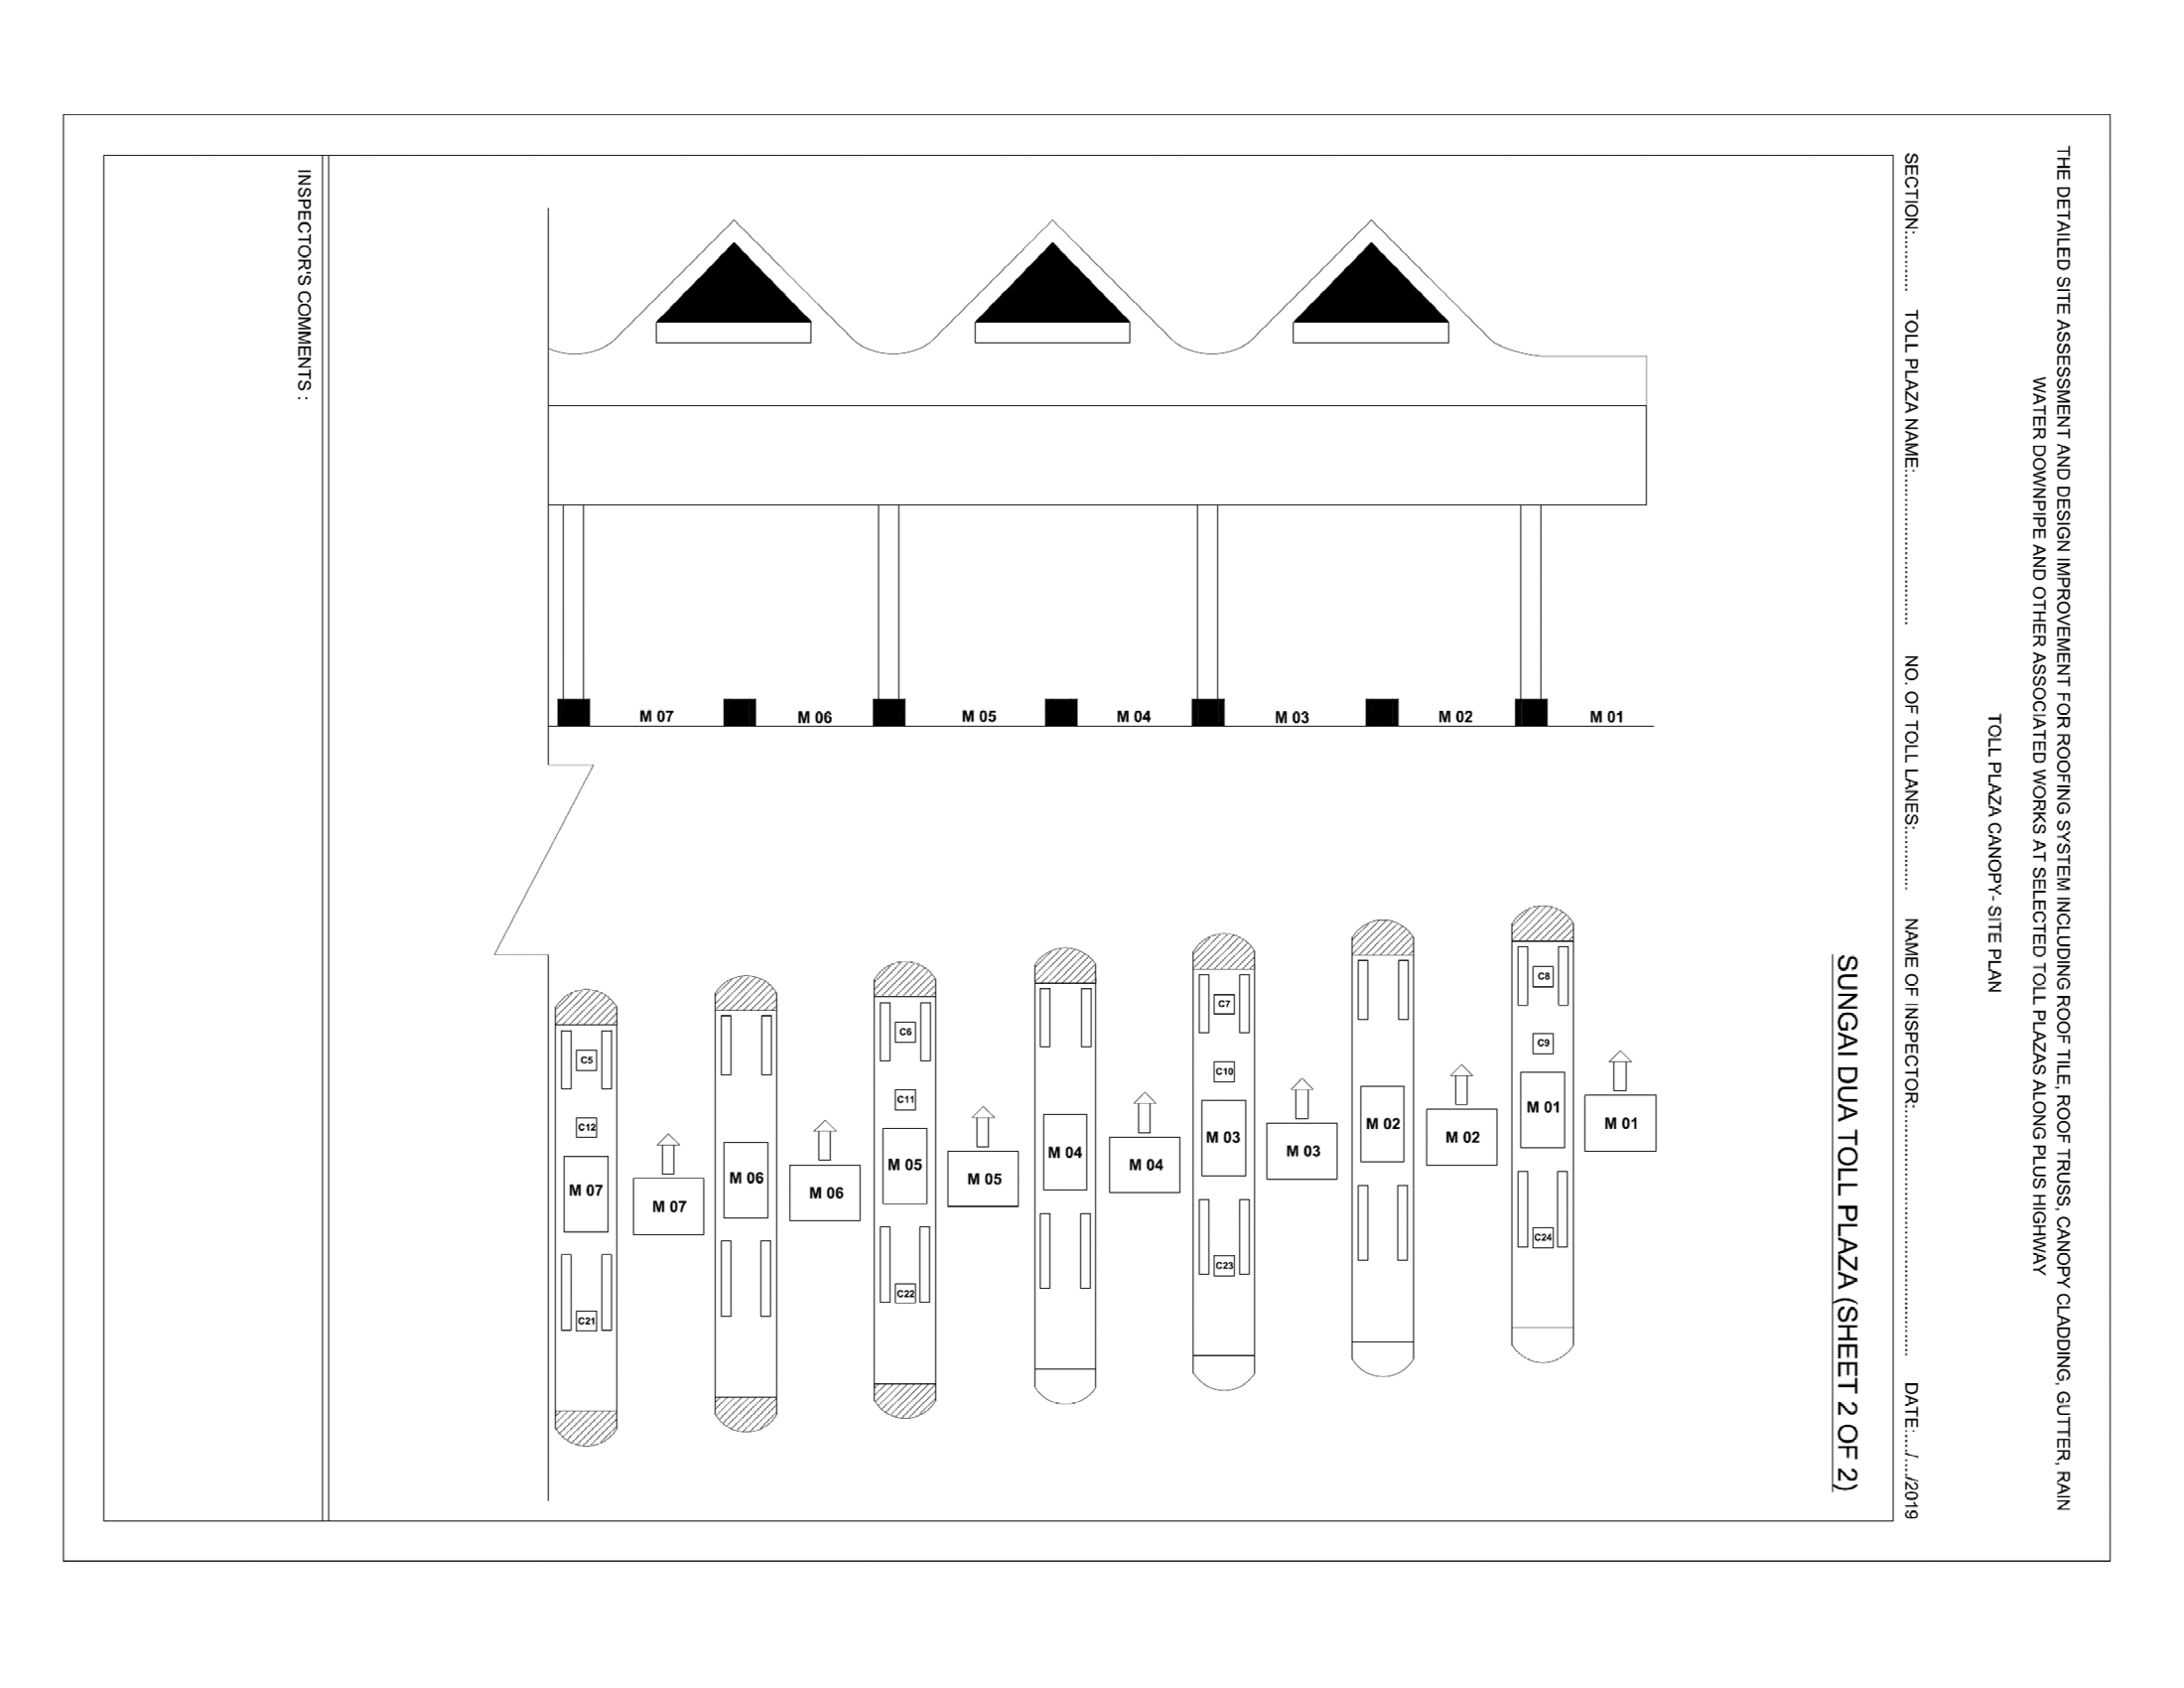 THE DETAILED SITE ASSESSMENT AND DESIGN IMPROVEMENT FOR ROOFING SYSTEM INCLUDING ROOF TILE, ROOF TRUSS, CANOPY CLADDING, GUTTER, RAIN
WATER DOWNPIPE AND OTHER ASSOCIATED WORKS AT SELECTED TOLL PLAZAS ALONG PLUS HIGHWAY
TOLL PLAZA CANOPY- SITE PLAN
SECTION:.......... TOLL PLAZA NAME:.............................. NO. OF TOLL LANES:............ NAME OF INSPECTOR:.................................................. DATE:..../..../2019
SUNGAI DUA TOLL PLAZA (SHEET 2 OF 2)
M 07 M 06 M 05 M 04 M 03 M 02 M 01
C8
C7
C6
C5
C9
C10
C11
C12
M 01 M 01
M 02 M 02
M 03 M 03
M 04 M 04
M 05 M 05
M 06 M 06
M 07 M 07
C24
C23
C22
C21
INSPECTOR'S COMMENTS :